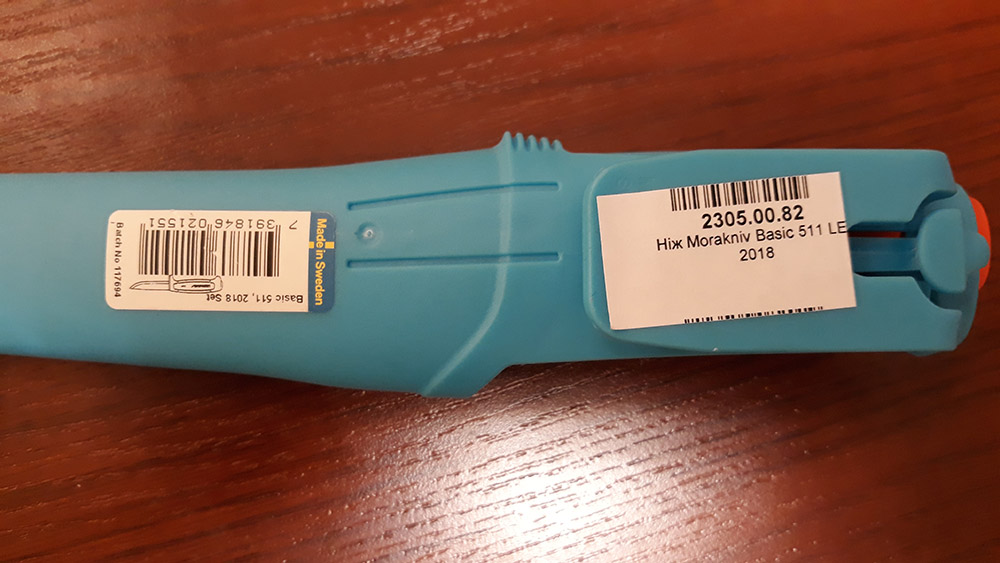 Made in Sweden
7 391846 021551
Basic 511, 2018 Set
Batch No 117694
2305.00.82
Ніж Morakniv Basic 511 LE
2018